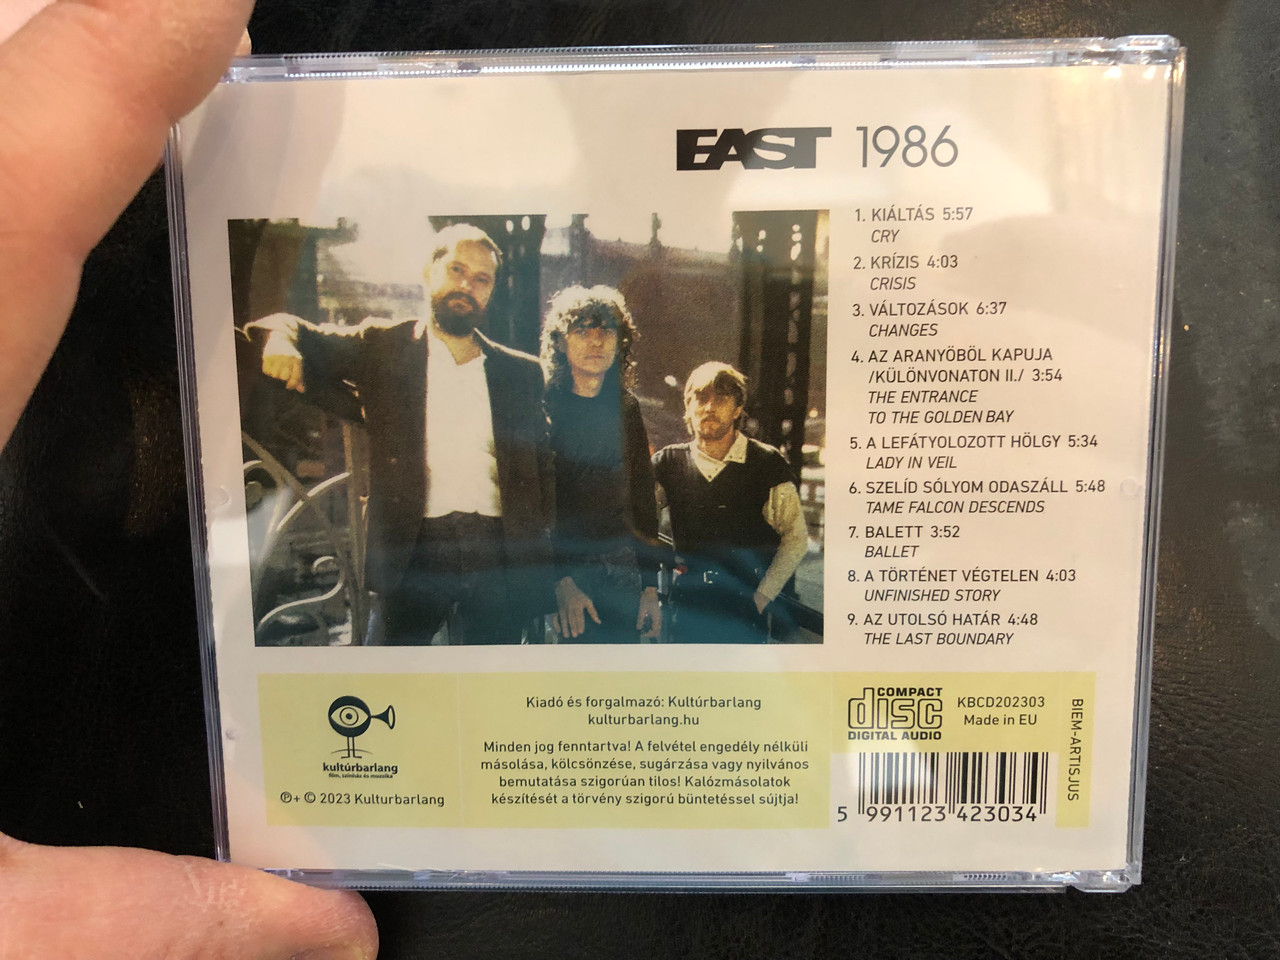 EAST 1986
1. KIÁLTÁS 5:57
CRY
2. KRÍZIS 4:03
CRISIS
3. VÁLTOZÁSOK 6:37
CHANGES
4. AZ ARANYÖBÖL KAPUJA
/KÜLÖNVONATON II./ 3:54
THE ENTRANCE
TO THE GOLDEN BAY
5. A LEFÁTYOLOZOTT HÖLGY 5:34
LADY IN VEIL
6. SZELÍD SÓLYOM ODASZÁLL 5:48
TAME FALCON DESCENDS
7. BALETT 3:52
BALLET
8. A TÖRTÉNET VÉGTELEN 4:03
UNFINISHED STORY
9. AZ UTOLSÓ HATÁR 4:48
THE LAST BOUNDARY
kultúrbarlang
film, színház és muzsika
℗+ © 2023 Kulturbarlang
Kiadó és forgalmazó: Kultúrbarlang
kulturbarlang.hu
Minden jog fenntartva! A felvétel engedély nélküli
másolása, kölcsönzése, sugárzása vagy nyilvános
bemutatása szigorúan tilos! Kalózmásolatok
készítését a törvény szigorú büntetéssel sújtja!
COMPACT
disc
DIGITAL AUDIO
KBCD202303
Made in EU
5 991123 423034
BIEM-ARTISJUS